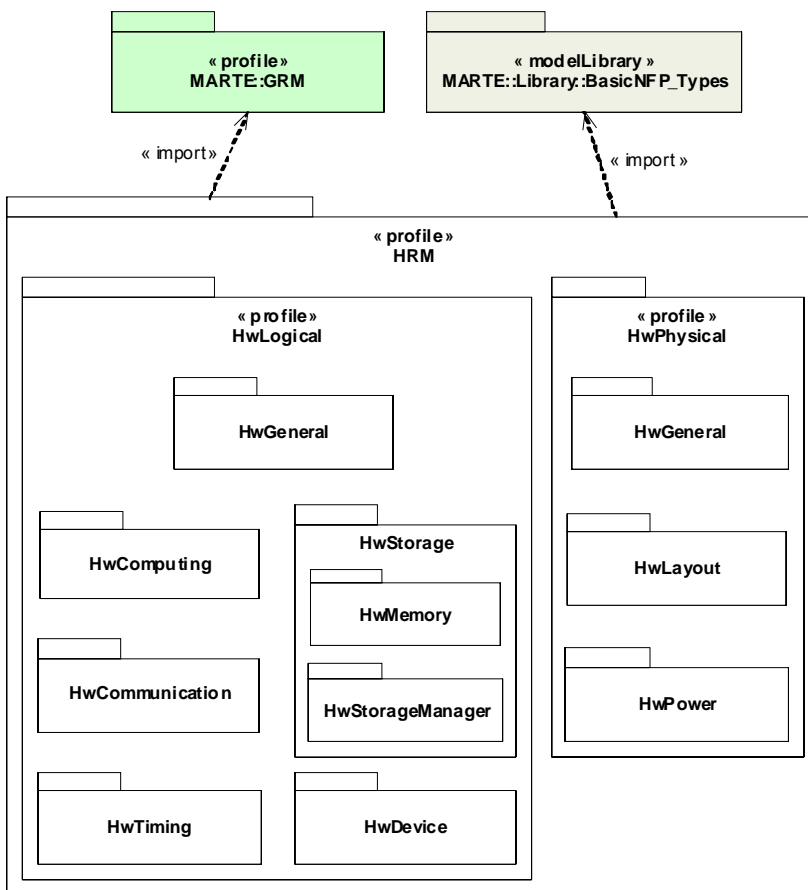 « profile»
MARTE::GRM
« modelLibrary »
MARTE::Library::BasicNFP_Types
« import»
« import »
« profile»
HRM
« profile»
HwLogical
« profile»
HwPhysical
HwGeneral
HwGeneral
HwComputing
HwStorage
HwMemory
HwLayout
HwCommunication
HwStorageManager
HwPower
HwTiming
HwDevice